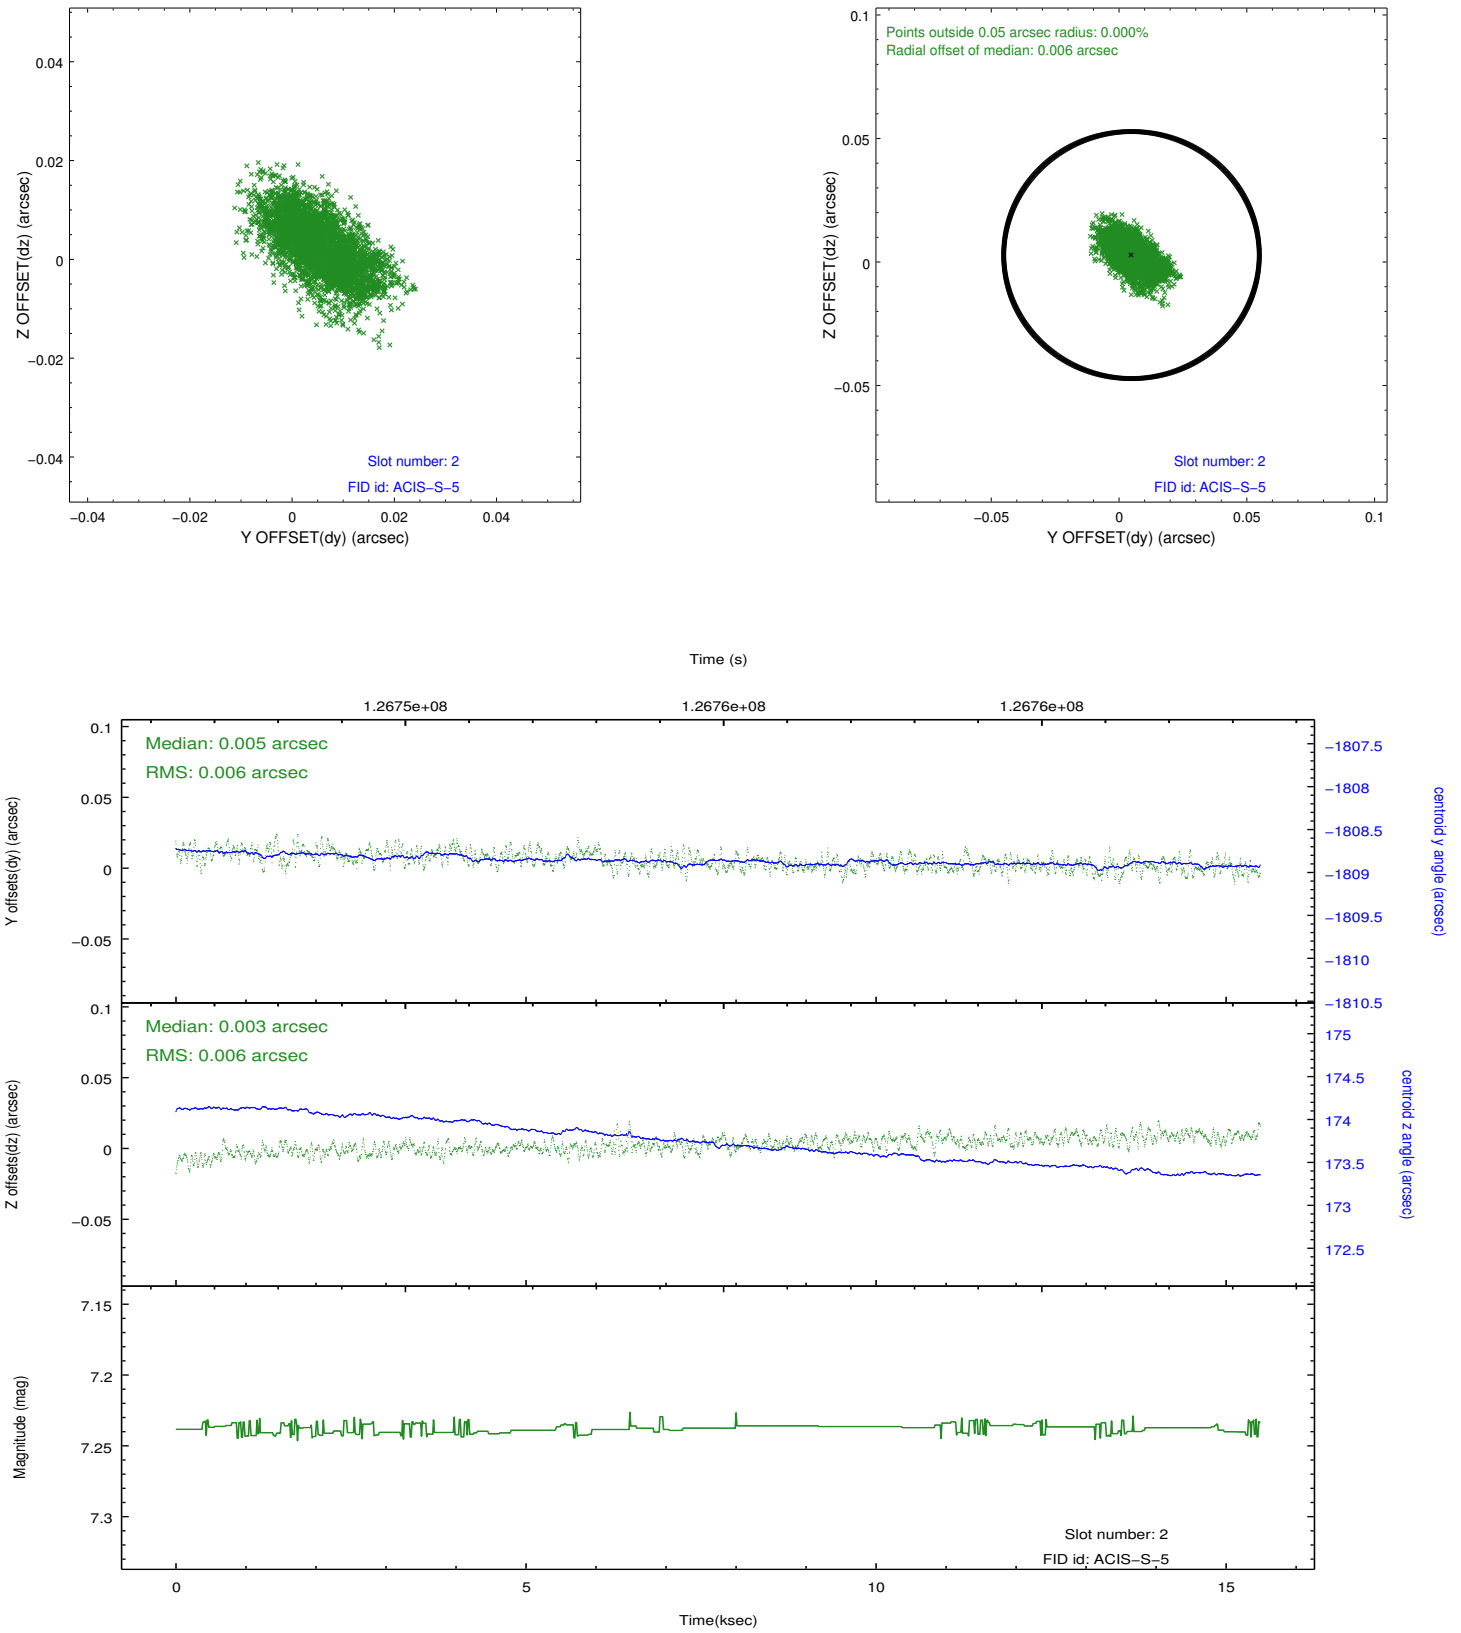 0.04
0.02
0
−0.02
−0.04
Z OFFSET(dz) (arcsec)
Slot number: 2
FID id: ACIS−S−5
−0.04
−0.02
0
0.02
0.04
Y OFFSET(dy) (arcsec)
Points outside 0.05 arcsec radius: 0.000%
Radial offset of median: 0.006 arcsec
0.1
0.05
0
−0.05
Z OFFSET(dz) (arcsec)
Slot number: 2
FID id: ACIS−S−5
−0.05
0
0.05
0.1
Y OFFSET(dy) (arcsec)
Time (s)
1.2675e+08
1.2676e+08
1.2676e+08
Median: 0.005 arcsec
RMS: 0.006 arcsec
0.1
0.05
0
−0.05
Y offsets(dy) (arcsec)
−1807.5
−1808
−1808.5
−1809
−1809.5
−1810
−1810.5
centroid y angle (arcsec)
Median: 0.003 arcsec
RMS: 0.006 arcsec
0.1
0.05
0
−0.05
Z offsets(dz) (arcsec)
175
174.5
174
173.5
173
172.5
centroid z angle (arcsec)
7.15
7.2
7.25
7.3
Magnitude (mag)
Slot number: 2
FID id: ACIS−S−5
0
5
10
15
Time(ksec)